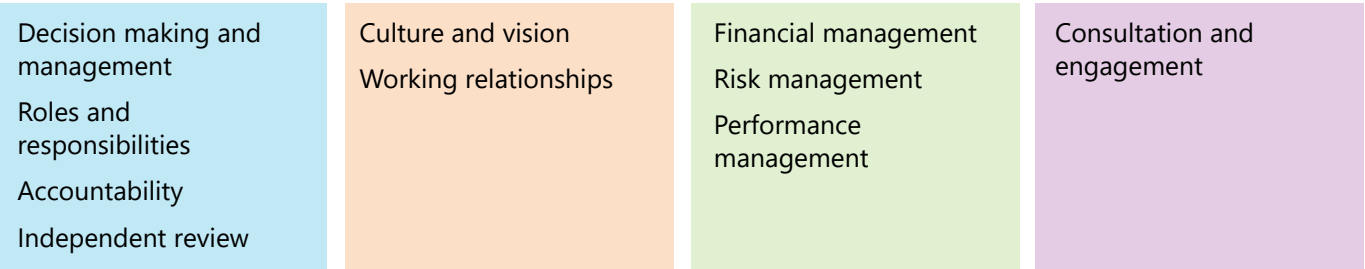 Decision making and
management
Roles and
responsibilities
Accountability
Independent review
Culture and vision
Working relationships
Financial management
Risk management
Performance
management
Consultation and
engagement